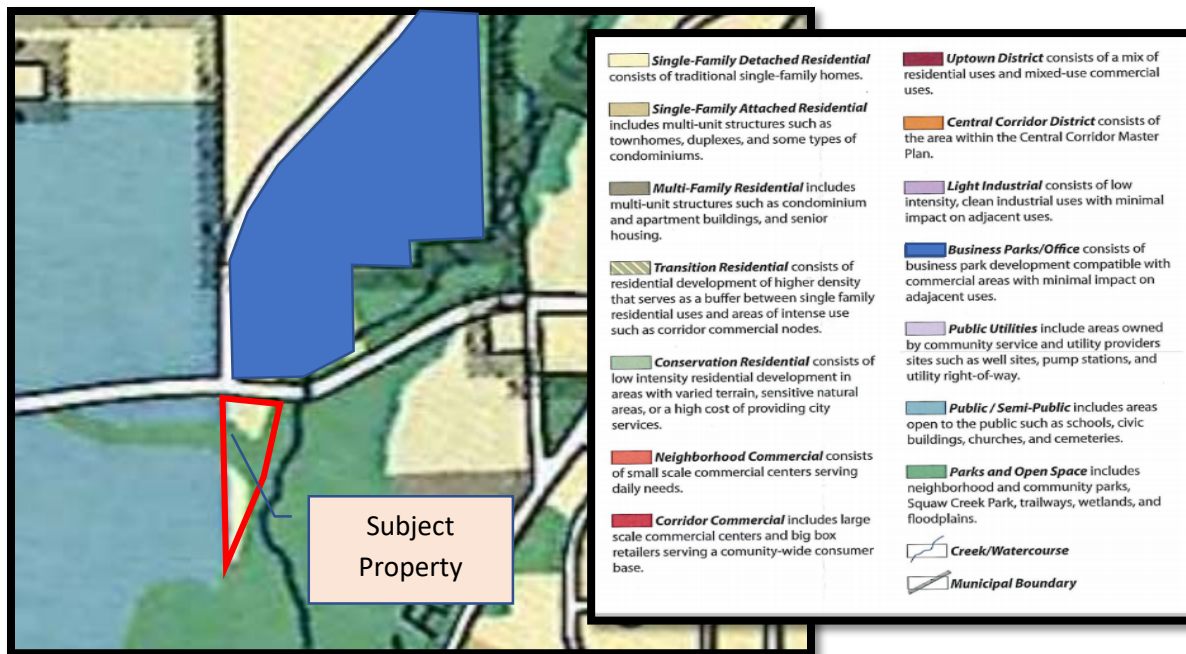 Subject
Property
Single-Family Detached Residential
consists of traditional single-family homes.
Single-Family Attached Residential
includes multi-unit structures such as
townhomes, duplexes, and some types of
condominiums.
Multi-Family Residential includes
multi-unit structures such as condominium
and apartment buildings, and senior
housing.
Transition Residential consists of
residential development of higher density
that serves as a buffer between single family
residential uses and areas of intense use
such as corridor commercial nodes.
Conservation Residential consists of
low intensity residential development in
areas with varied terrain, sensitive natural
areas, or a high cost of providing city
services.
Neighborhood Commercial consists
of small scale commercial centers serving
daily needs.
Corridor Commercial includes large
scale commercial centers and big box
retailers serving a comunity-wide consumer
base.
Uptown District consists of a mix of
residential uses and mixed-use commercial
uses.
Central Corridor District consists of
the area within the Central Corridor Master
Plan.
Light Industrial consists of low
intensity, clean industrial uses with minimal
impact on adjacent uses.
Business Parks/Office consists of
business park development compatible with
commercial areas with minimal impact on
adajacent uses.
Public Utilities include areas owned
by community service and utility providers
sites such as well sites, pump stations, and
utility right-of-way.
Public / Semi-Public includes areas
open to the public such as schools, civic
buildings, churches, and cemeteries.
Parks and Open Space includes
neighborhood and community parks,
Squaw Creek Park, trailways, wetlands, and
floodplains.
Creek/Watercourse
Municipal Boundary